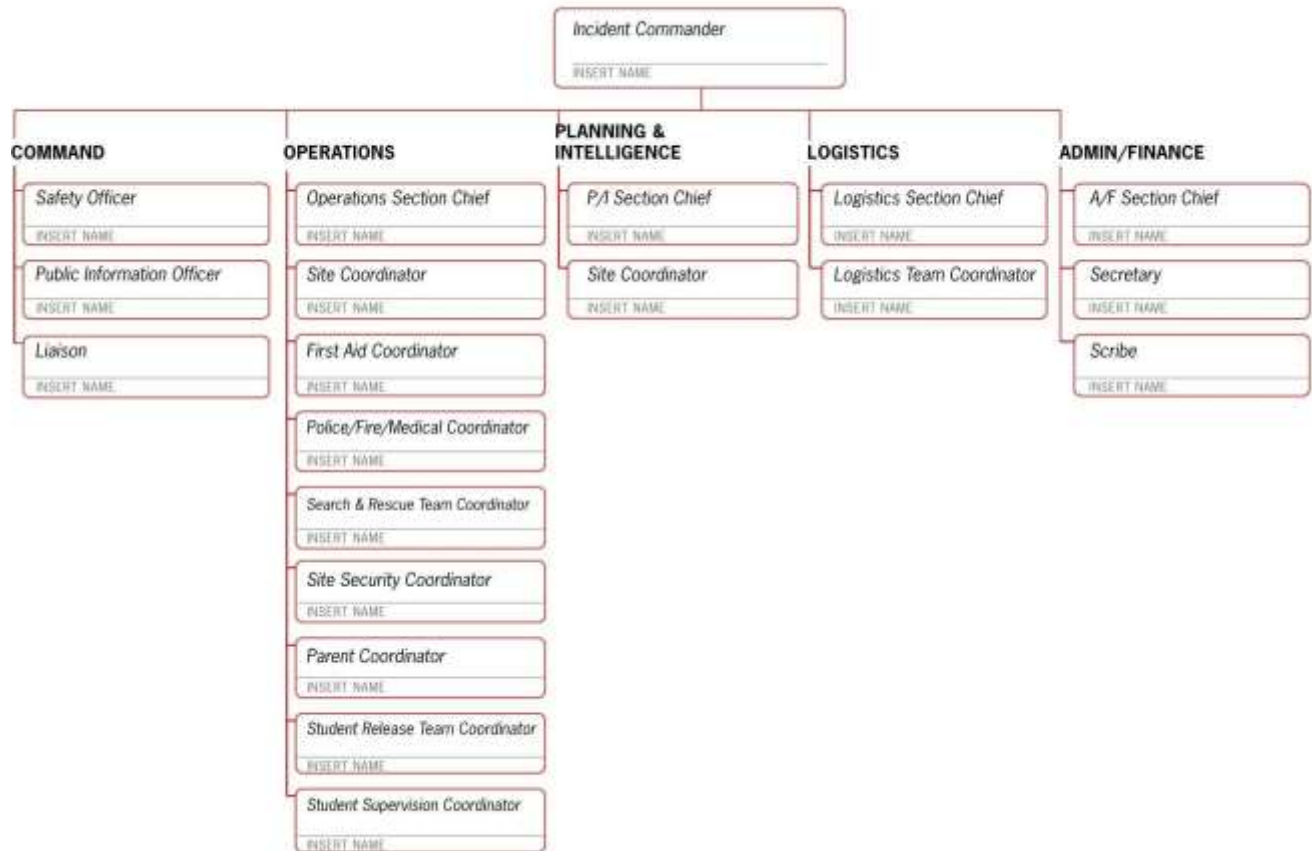 Incident Commander
INSERT NAME
COMMAND
Safety Officer
INSERT NAME
Public Information Officer
INSERT NAME
Liaison
INSERT NAME
OPERATIONS
Operations Section Chief
INSERT NAME
Site Coordinator
INSERT NAME
First Aid Coordinator
INSERT NAME
Police/Fire/Medical Coordinator
INSERT NAME
Search & Rescue Team Coordinator
INSERT NAME
Site Security Coordinator
INSERT NAME
Parent Coordinator
INSERT NAME
Student Release Team Coordinator
INSERT NAME
Student Supervision Coordinator
INSERT NAME
PLANNING &
INTELLIGENCE
P/I Section Chief
INSERT NAME
Site Coordinator
INSERT NAME
LOGISTICS
Logistics Section Chief
INSERT NAME
Logistics Team Coordinator
INSERT NAME
ADMIN/FINANCE
A/F Section Chief
INSERT NAME
Secretary
INSERT NAME
Scribe
INSERT NAME